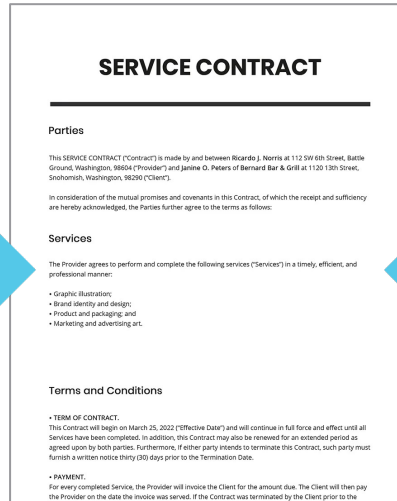 SERVICE CONTRACT
Parties
This SERVICE CONTRACT ("Contract") is made by and between Ricardo J. Norris at 112 SW 6th Street, Battle
Ground, Washington, 98604 ("Provider") and Janine O. Peters of Bernard Bar & Grill at 1120 13th Street,
Snohomish, Washington, 98290 ("Client").
In consideration of the mutual promises and covenants in this Contract, of which the receipt and sufficiency
are hereby acknowledged, the Parties further agree to the terms as follows:
Services
The Provider agrees to perform and complete the following services ("Services") in a timely, efficient, and
professional manner:
• Graphic illustration;
• Brand identity and design;
• Product and packaging; and
• Marketing and advertising art.
Terms and Conditions
• TERM OF CONTRACT.
This Contract will begin on March 25, 2022 ("Effective Date") and will continue in full force and effect until all
Services have been completed. In addition, this Contract may also be renewed for an extended period as
agreed upon by both parties. Furthermore, if either party intends to terminate this Contract, such party must
furnish a written notice thirty (30) days prior to the Termination Date.
• PAYMENT.
For every completed Service, the Provider will invoice the Client for the amount due. The Client will then pay
the Provider on the date the invoice was served. If the Contract was terminated by the Client prior to the